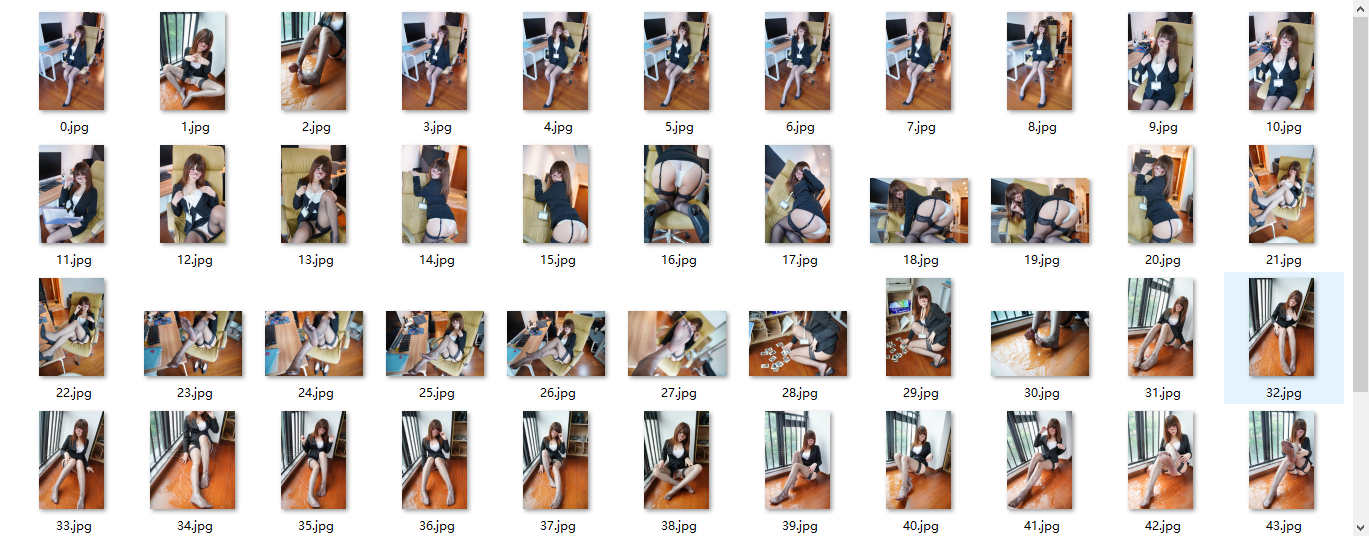 0.jpg 1.jpg 2.jpg 3.jpg 4.jpg 5.jpg 6.jpg 7.jpg 8.jpg 9.jpg 10.jpg
11.jpg 12.jpg 13.jpg 14.jpg 15.jpg 16.jpg 17.jpg 18.jpg 19.jpg 20.jpg 21.jpg
22.jpg 23.jpg 24.jpg 25.jpg 26.jpg 27.jpg 28.jpg 29.jpg 30.jpg 31.jpg 32.jpg
33.jpg 34.jpg 35.jpg 36.jpg 37.jpg 38.jpg 39.jpg 40.jpg 41.jpg 42.jpg 43.jpg